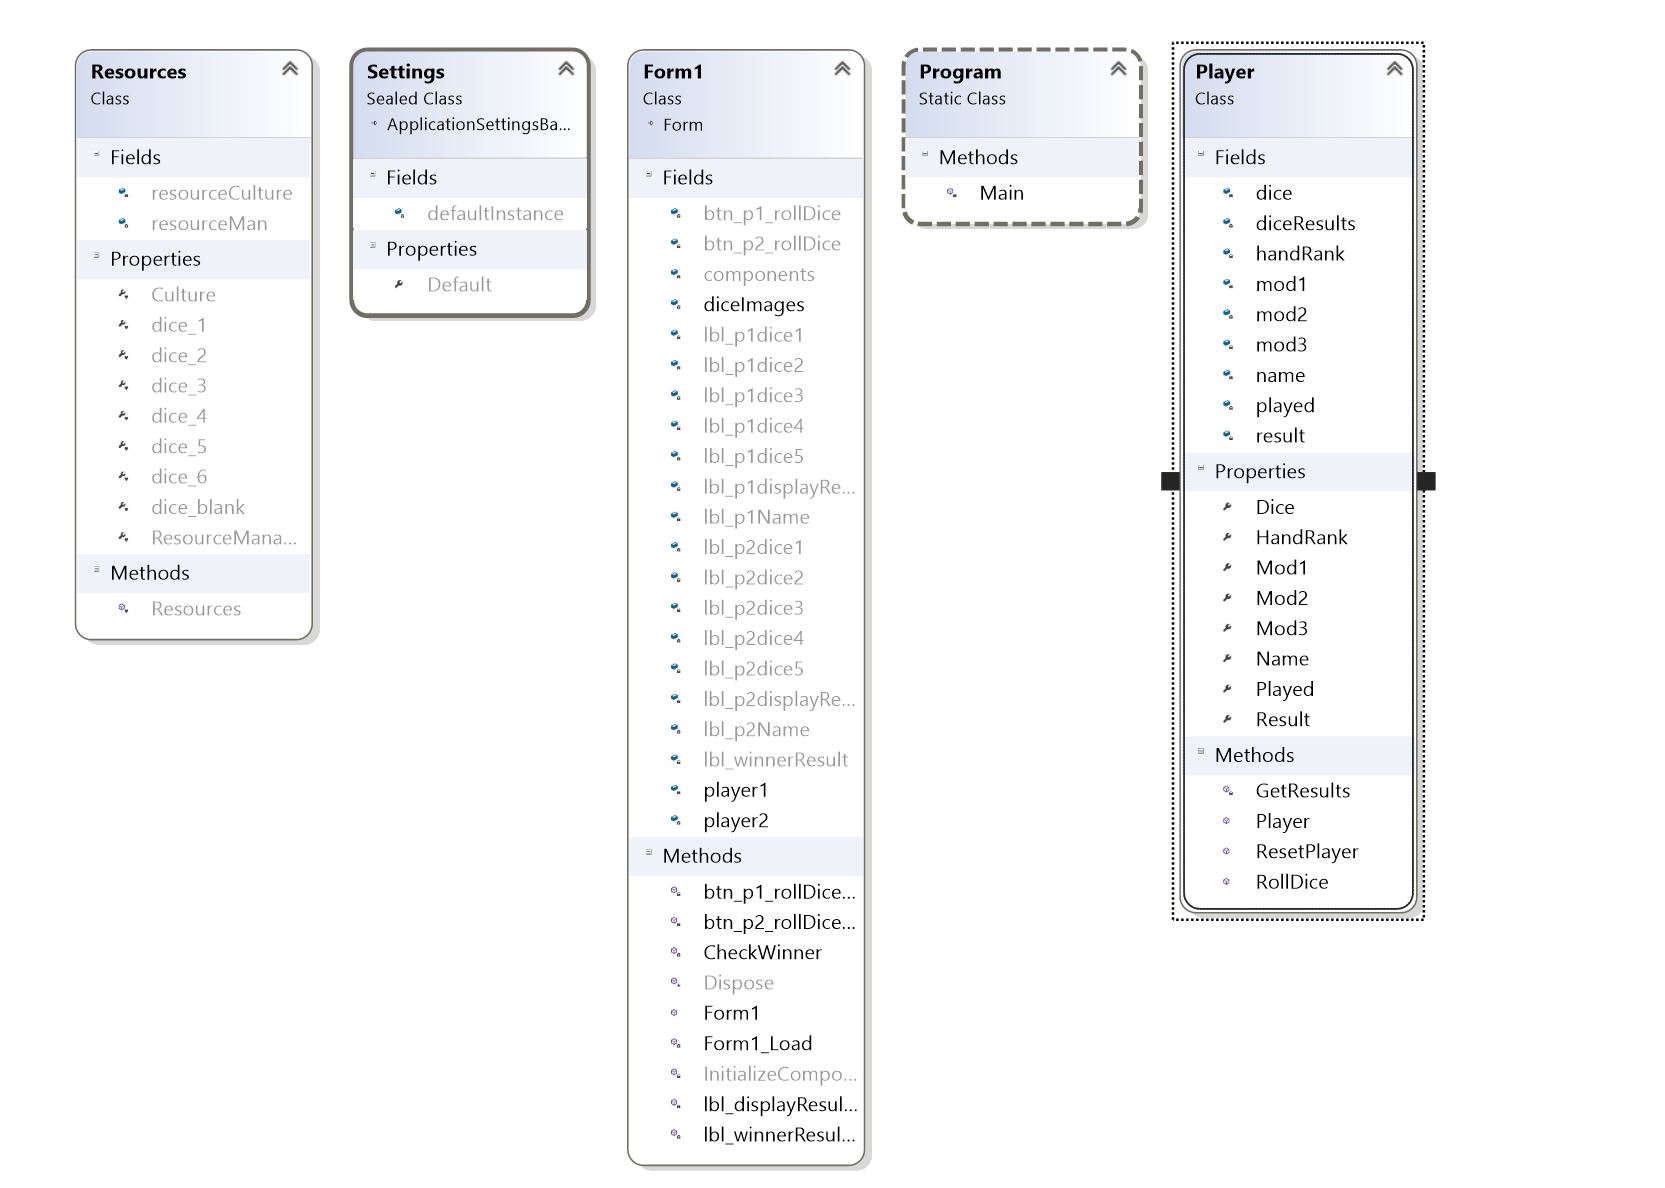 Resources
Class
Fields
resourceCulture
resourceMan
Properties
Culture
dice_1
dice_2
dice_3
dice_4
dice_5
dice_6
dice_blank
ResourceMana...
Methods
Resources
Settings
Sealed Class
ApplicationSettingsBa...
Fields
defaultInstance
Properties
Default
Form1
Class
Form
Fields
btn_p1_rollDice
btn_p2_rollDice
components
diceImages
lbl_p1dice1
lbl_p1dice2
lbl_p1dice3
lbl_p1dice4
lbl_p1dice5
lbl_p1displayRe...
lbl_p1Name
lbl_p2dice1
lbl_p2dice2
lbl_p2dice3
lbl_p2dice4
lbl_p2dice5
lbl_p2displayRe...
lbl_p2Name
lbl_winnerResult
player1
player2
Methods
btn_p1_rollDice...
btn_p2_rollDice...
CheckWinner
Dispose
Form1
Form1_Load
InitializeCompo...
lbl_displayResul...
lbl_winnerResul...
Program
Static Class
Methods
Main
Player
Class
Fields
dice
diceResults
handRank
mod1
mod2
mod3
name
played
result
Properties
Dice
HandRank
Mod1
Mod2
Mod3
Name
Played
Result
Methods
GetResults
Player
ResetPlayer
RollDice